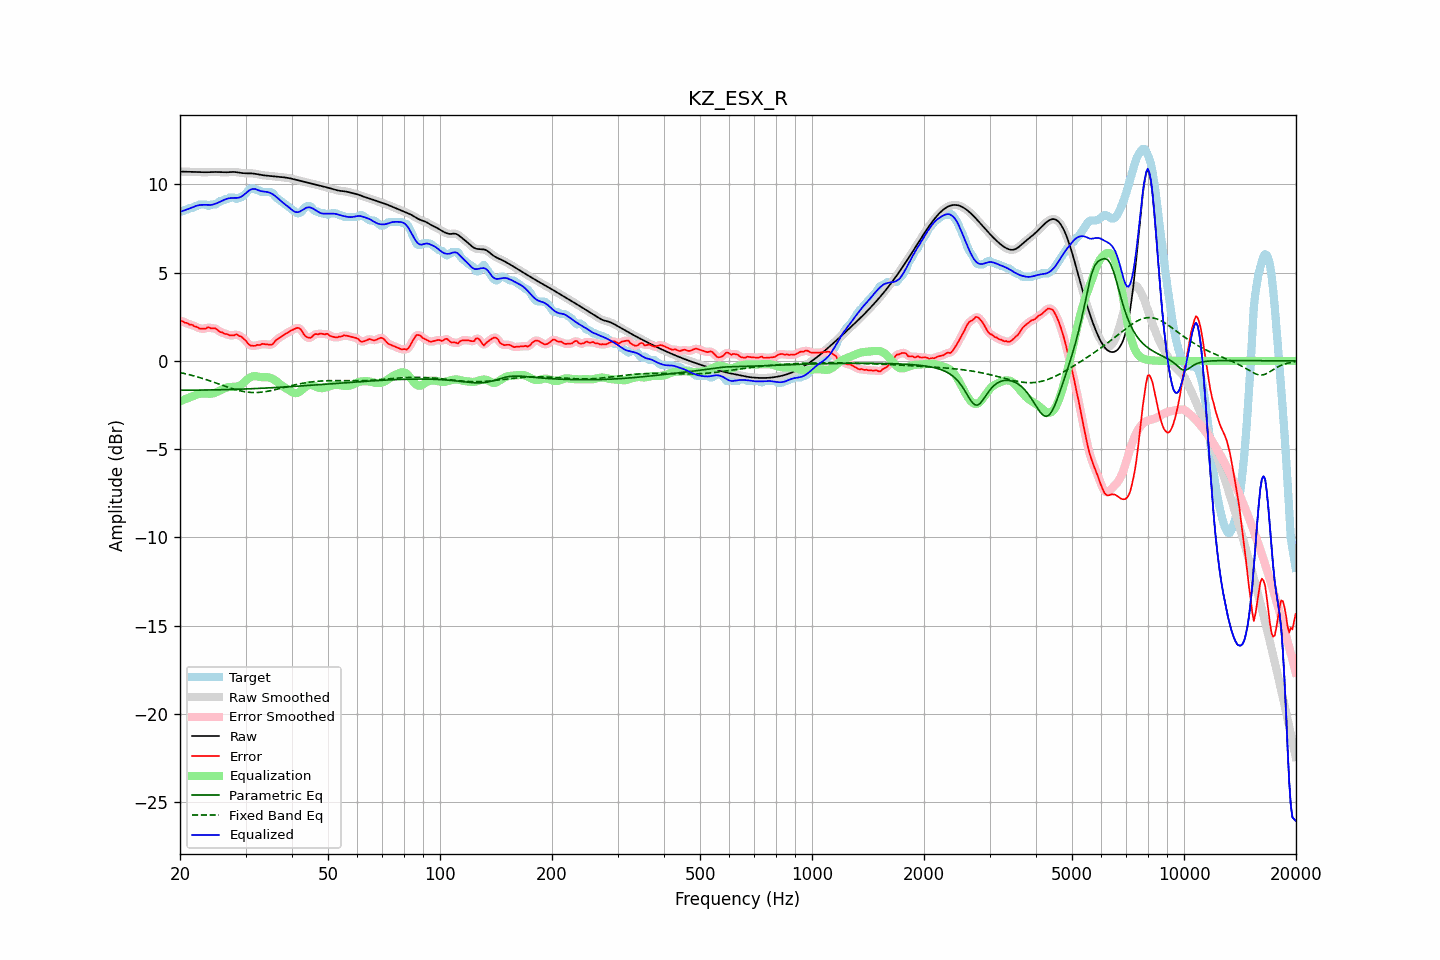 KZ_ESX_R
Amplitude (dBr)
10
5
0
−5
−10
−15
−20
−25
Target
Raw Smoothed
Error Smoothed
Raw
Error
Equalization
Parametric Eq
Fixed Band Eq
Equalized
20 50 100 200 500 1000 2000 5000 10000 20000
Frequency (Hz)